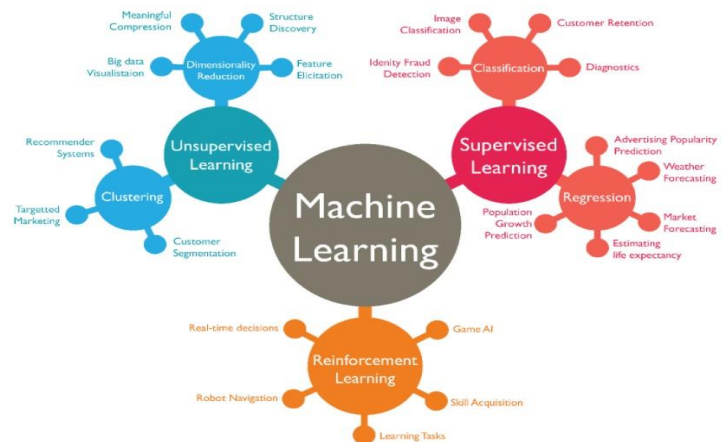 Meaningful
Compression
Structure
Discovery
Big data
Visualistaion
Dimensionality
Reduction
Feature
Elicitation
Image
Classification
Customer Retention
Idenity Fraud
Detection
Classification
Diagnostics
Recommender
Systems
Unsupervised
Learning
Supervised
Learning
Advertising Popularity
Prediction
Weather
Forecasting
Clustering
Regression
Targetted
Marketing
Customer
Segmentation
Machine
Learning
Population
Growth
Prediction
Market
Forecasting
Estimating
life expectancy
Real-time decisions
Game AI
Reinforcement
Learning
Robot Navigation
Skill Acquisition
Learning Tasks